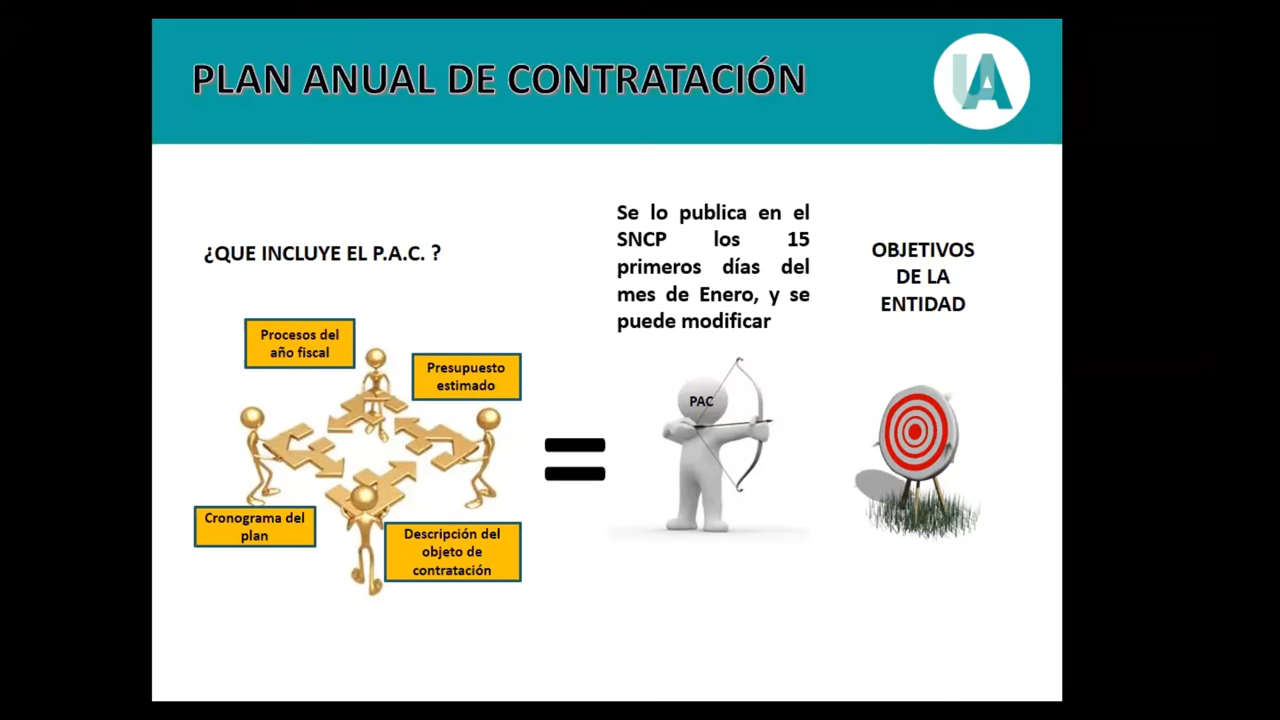 PLAN ANUAL DE CONTRATACIÓN
UA
¿QUE INCLUYE EL P.A.C. ?
Procesos del
año fiscal
Presupuesto
estimado
Cronograma del
plan
Descripción del
objeto de
contratación
Se lo publica en el
SNCP los 15
primeros días del
mes de Enero, y se
puede modificar
PAC
OBJETIVOS
DE LA
ENTIDAD